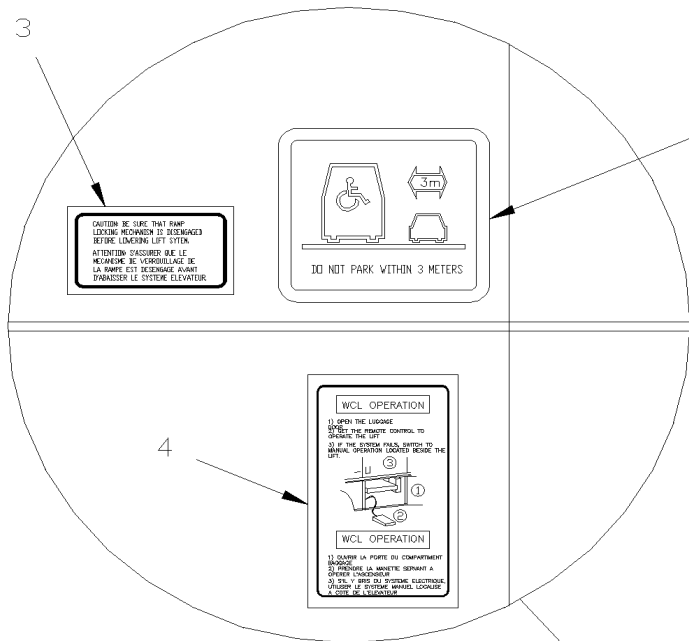 3
3m
DO NOT PARK WITHIN 3 METERS
CAUTION: BE SURE THAT RAMP
LOCKING MECHANISM IS DISENGAGED
BEFORE LOWERING LIFT SYTEM.
ATTENTION: S'ASSURER QUE LE
MECANISME DE VERROUILLAGE DE
LA RAMPE EST DESENGAGE AVANT
D'ABAISSER LE SYSTEME ELEVATEUR
4
WCL OPERATION
1) OPEN THE LUGGAGE
DOOR
2) GET THE REMOTE CONTROL TO
OPERATE THE LIFT
3) IF THE SYSTEM FAILS, SWITCH TO
MANUAL OPERATION LOCATED BESIDE THE
LIFT.
3
1
2
WCL OPERATION
1) OUVRIR LA PORTE DU COMPARTIMENT
BAGGAGE
2) PRENDRE LA MANETTE SERVANT A
OPERER L'ASCENSEUR
3) S'IL Y BRIS DU SYSTEME ELECTRIQUE,
UTILISER LE SYSTEME MANUEL LOCALISE
A COTE DE L'ELEVATEUR